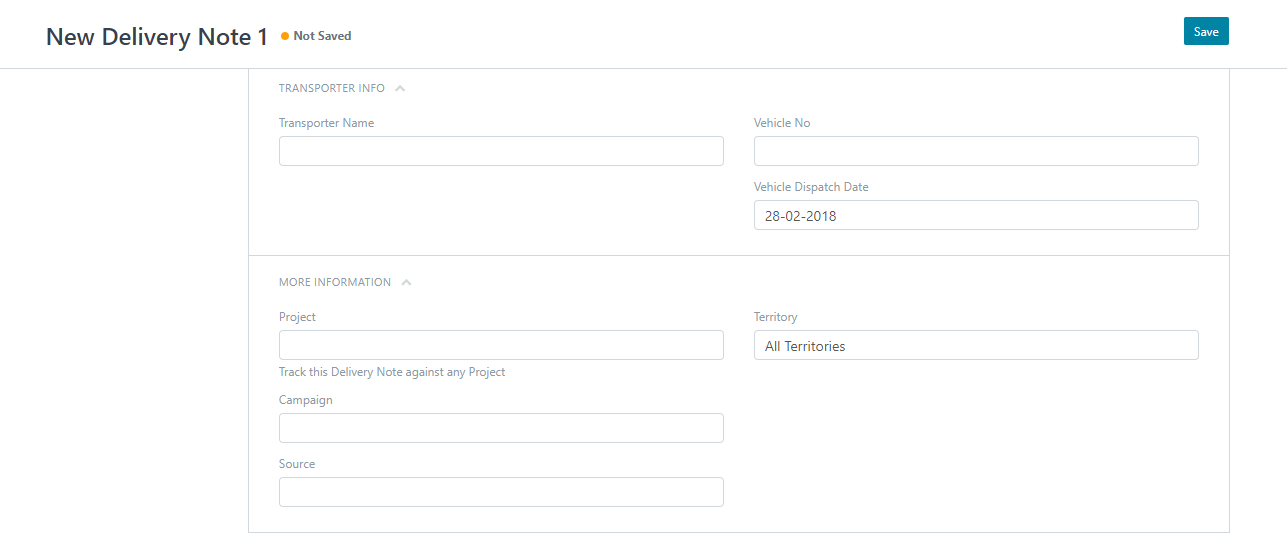 New Delivery Note 1
Not Saved
Save
TRANSPORTER INFO
Transporter Name
Vehicle No
Vehicle Dispatch Date
28-02-2018
MORE INFORMATION
Project
Territory
All Territories
Track this Delivery Note against any Project
Campaign
Source